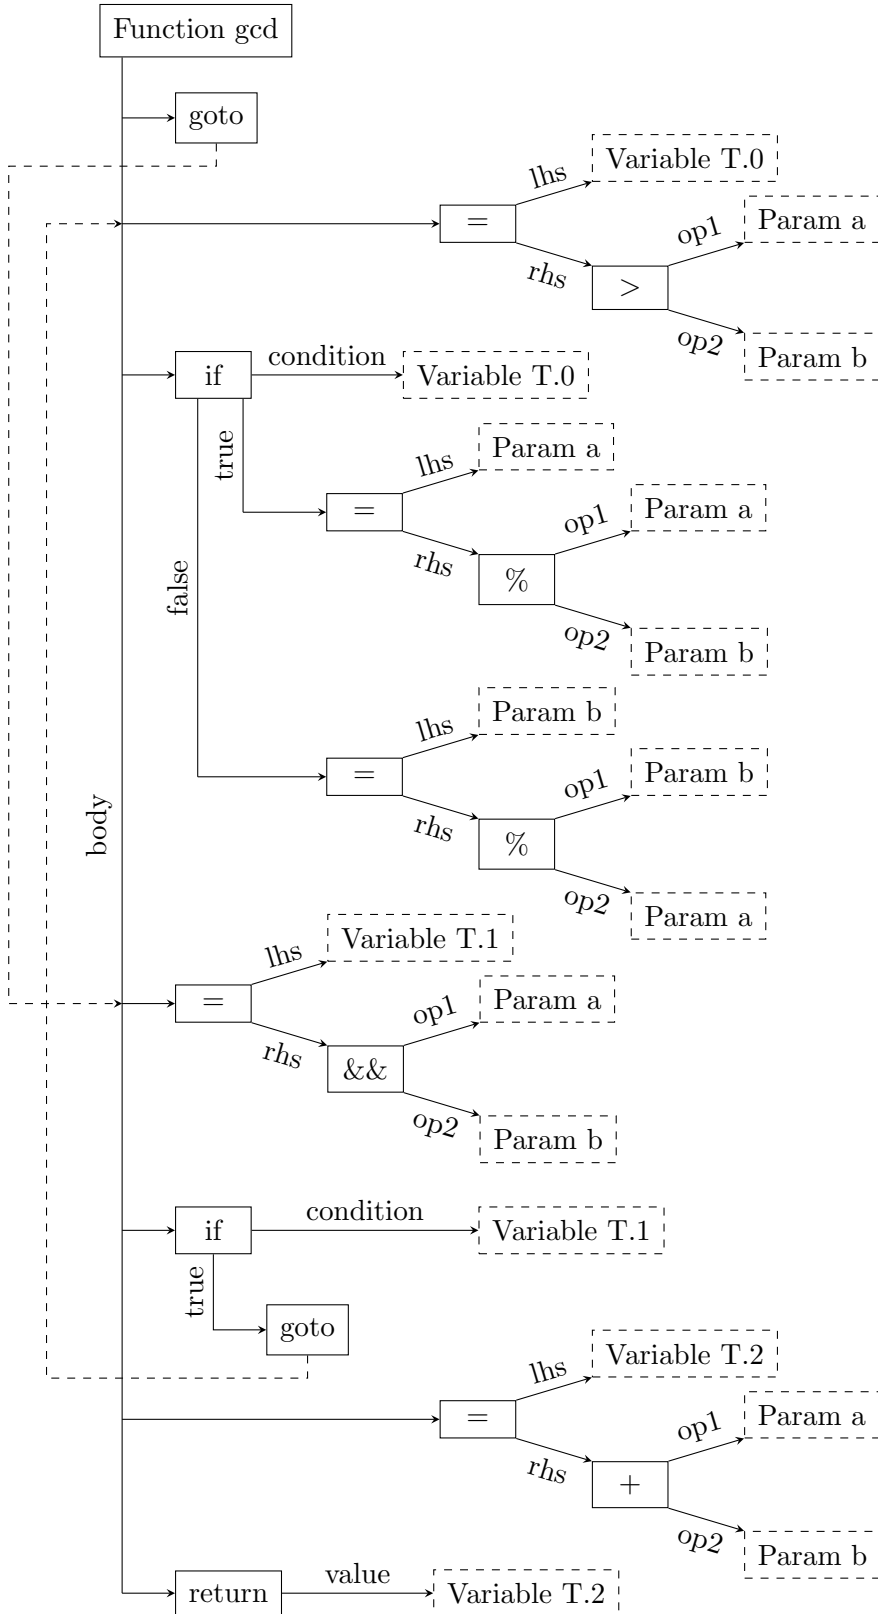 Function gcd
goto
Variable T.0
lhs
=
rhs
op1
Param a
>
op2
Param b
if
condition
Variable T.0
true
lhs
Param a
=
rhs
op1
Param a
%
op2
Param b
false
lhs
Param b
=
rhs
op1
Param b
%
op2
Param a
body
lhs
Variable T.1
=
rhs
op1
Param a
&&
op2
Param b
if
condition
Variable T.1
true
goto
lhs
Variable T.2
=
rhs
op1
Param a
+
op2
Param b
return
value
Variable T.2